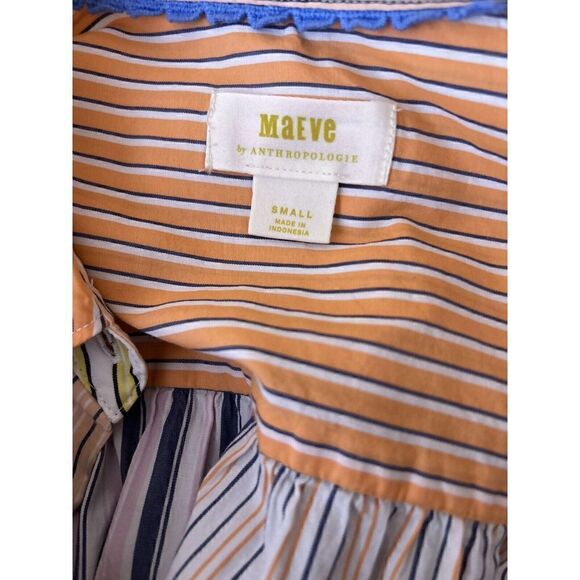 MaEVe
by ANTHROPOLOGIE
SMALL
MADE IN
INDONESIA